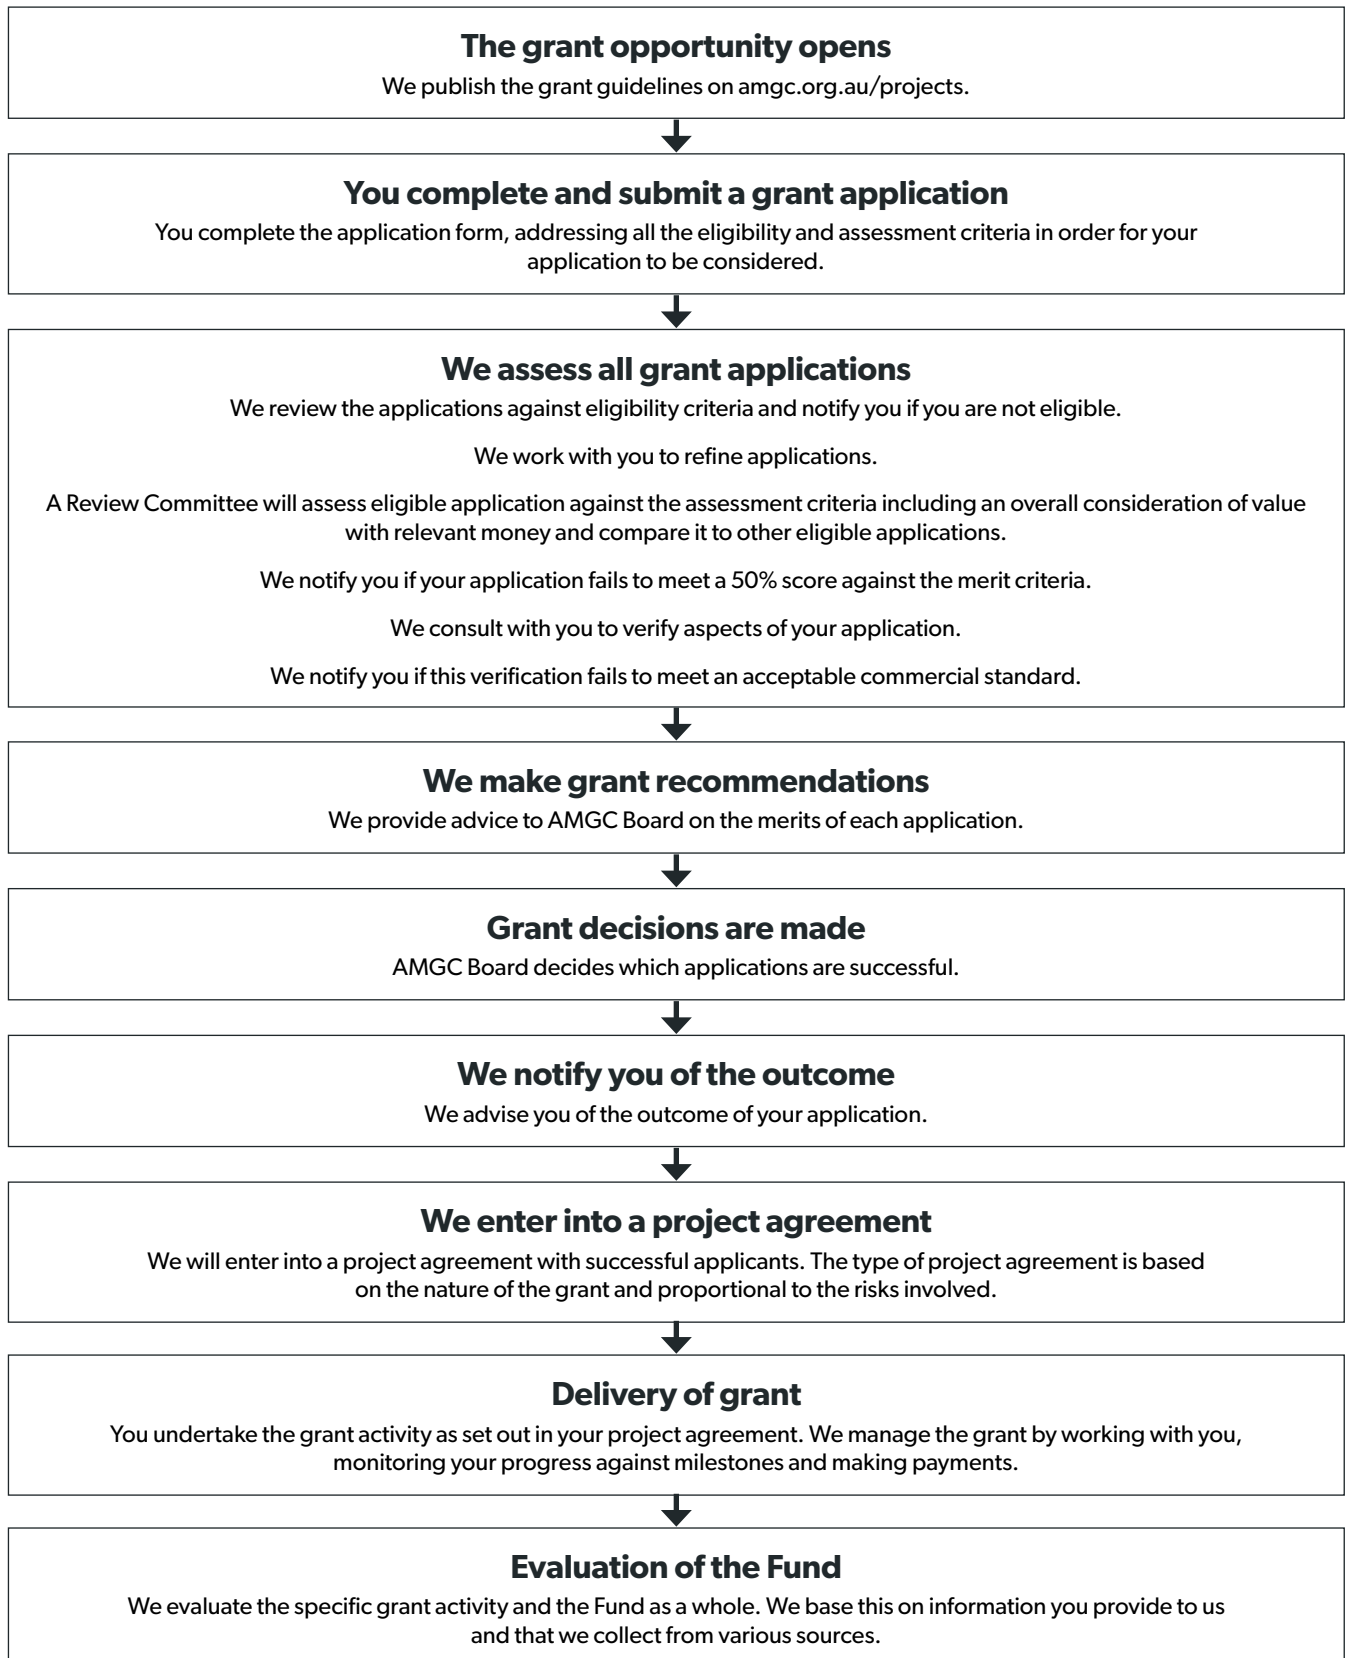 The grant opportunity opens
We publish the grant guidelines on amgc.org.au/projects.
You complete and submit a grant application
You complete the application form, addressing all the eligibility and assessment criteria in order for your
application to be considered.
We assess all grant applications
We review the applications against eligibility criteria and notify you if you are not eligible.
We work with you to refine applications.
A Review Committee will assess eligible application against the assessment criteria including an overall consideration of value
with relevant money and compare it to other eligible applications.
We notify you if your application fails to meet a 50% score against the merit criteria.
We consult with you to verify aspects of your application.
We notify you if this verification fails to meet an acceptable commercial standard.
We make grant recommendations
We provide advice to AMGC Board on the merits of each application.
Grant decisions are made
AMGC Board decides which applications are successful.
We notify you of the outcome
We advise you of the outcome of your application.
We enter into a project agreement
We will enter into a project agreement with successful applicants. The type of project agreement is based
on the nature of the grant and proportional to the risks involved.
Delivery of grant
You undertake the grant activity as set out in your project agreement. We manage the grant by working with you,
monitoring your progress against milestones and making payments.
Evaluation of the Fund
We evaluate the specific grant activity and the Fund as a whole. We base this on information you provide to us
and that we collect from various sources.